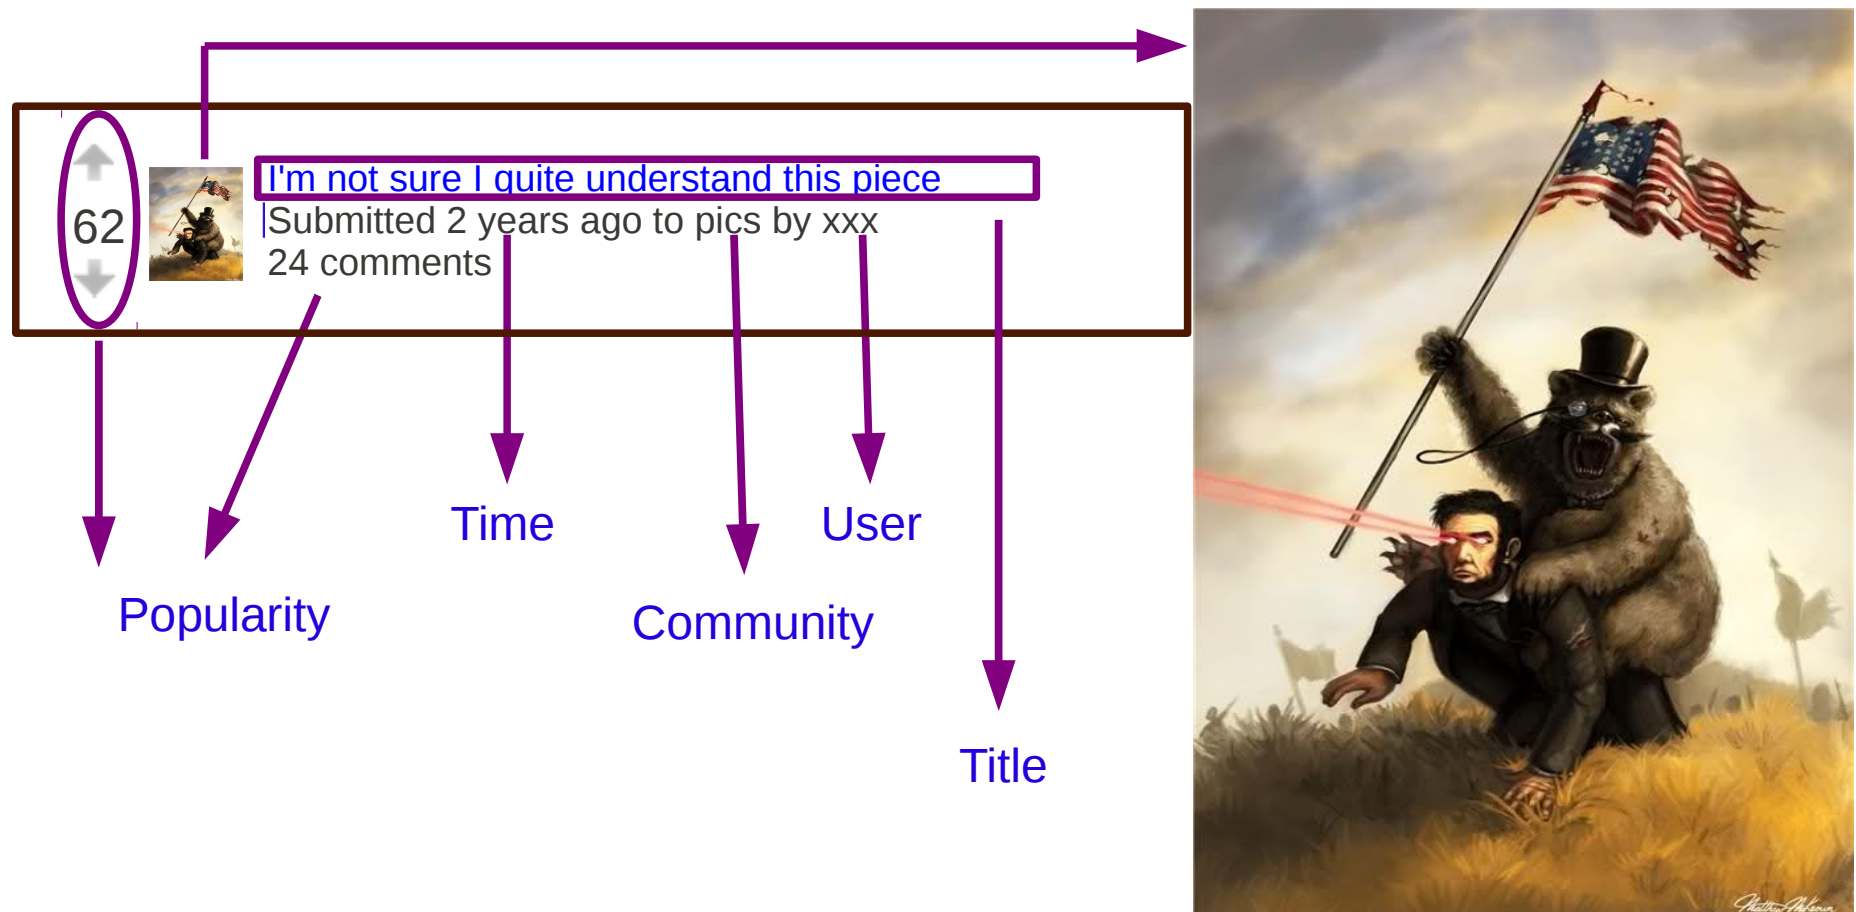 I'm not sure I quite understand this piece
62
Submitted 2 years ago to pics by xxx
24 comments
Time
User
Popularity
Community
Title